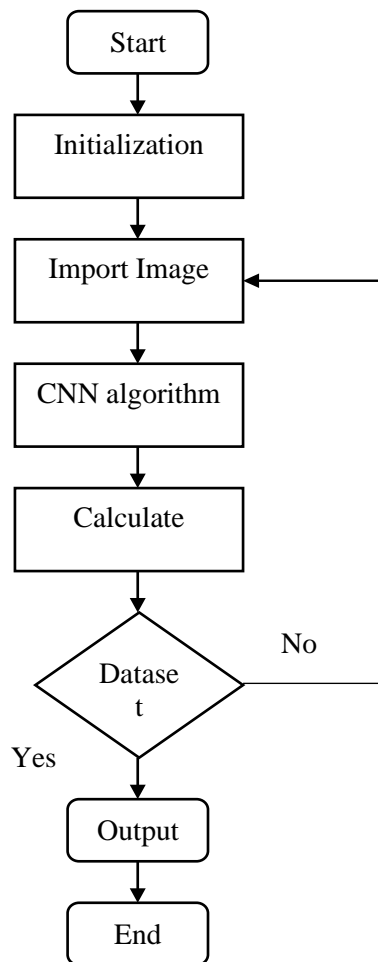 Start
Initialization
Import Image
CNN algorithm
Calculate
No
Datase
t
Yes
Output
End